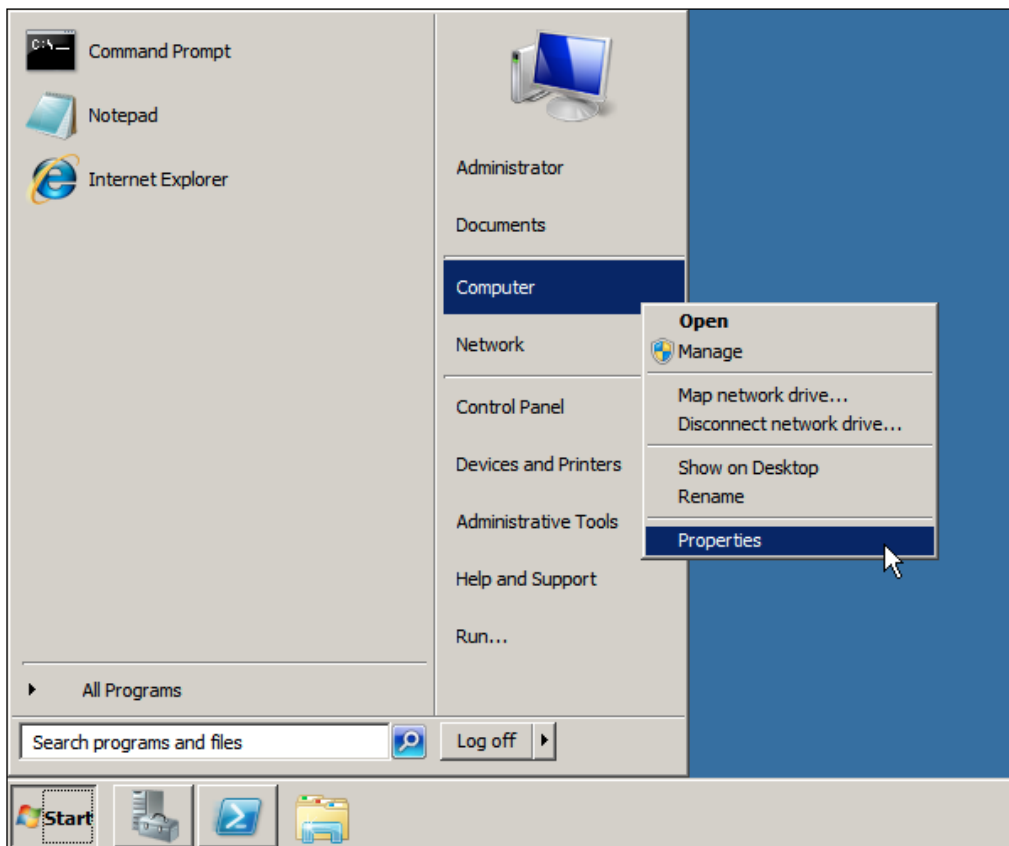 C:\_
Command Prompt
Notepad
Internet Explorer
Administrator
Documents
Computer
Network
Control Panel
Devices and Printers
Administrative Tools
Help and Support
Run...
Open
Manage
Map network drive...
Disconnect network drive...
Show on Desktop
Rename
Properties
All Programs
Search programs and files
Log off
Start